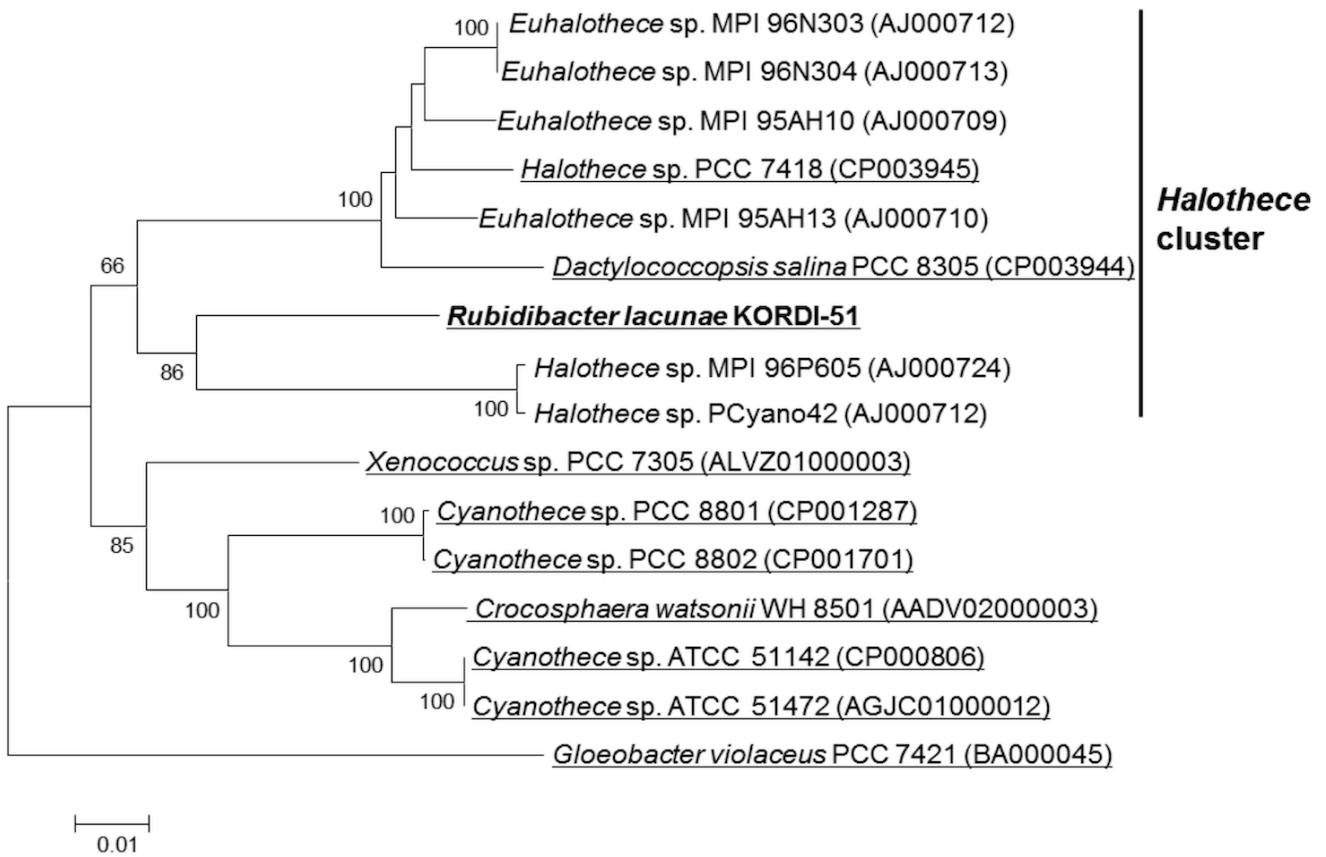 100
Euhalothece sp. MPI 96N303 (AJ000712)
Euhalothece sp. MPI 96N304 (AJ000713)
Euhalothece sp. MPI 95AH10 (AJ000709)
Halothece sp. PCC 7418 (CP003945)
100
Euhalothece sp. MPI 95AH13 (AJ000710)
Halothece
cluster
66
Dactylococcopsis salina PCC 8305 (CP003944)
Rubidibacter lacunae KORDI-51
86
Halothece sp. MPI 96P605 (AJ000724)
100
Halothece sp. PCyano42 (AJ000712)
Xenococcus sp. PCC 7305 (ALVZ01000003)
100
Cyanothece sp. PCC 8801 (CP001287)
85
Cyanothece sp. PCC 8802 (CP001701)
100
Crocosphaera watsonii WH 8501 (AADV02000003)
100
Cyanothece sp. ATCC 51142 (CP000806)
100
Cyanothece sp. ATCC 51472 (AGJC01000012)
Gloeobacter violaceus PCC 7421 (BA000045)
0.01